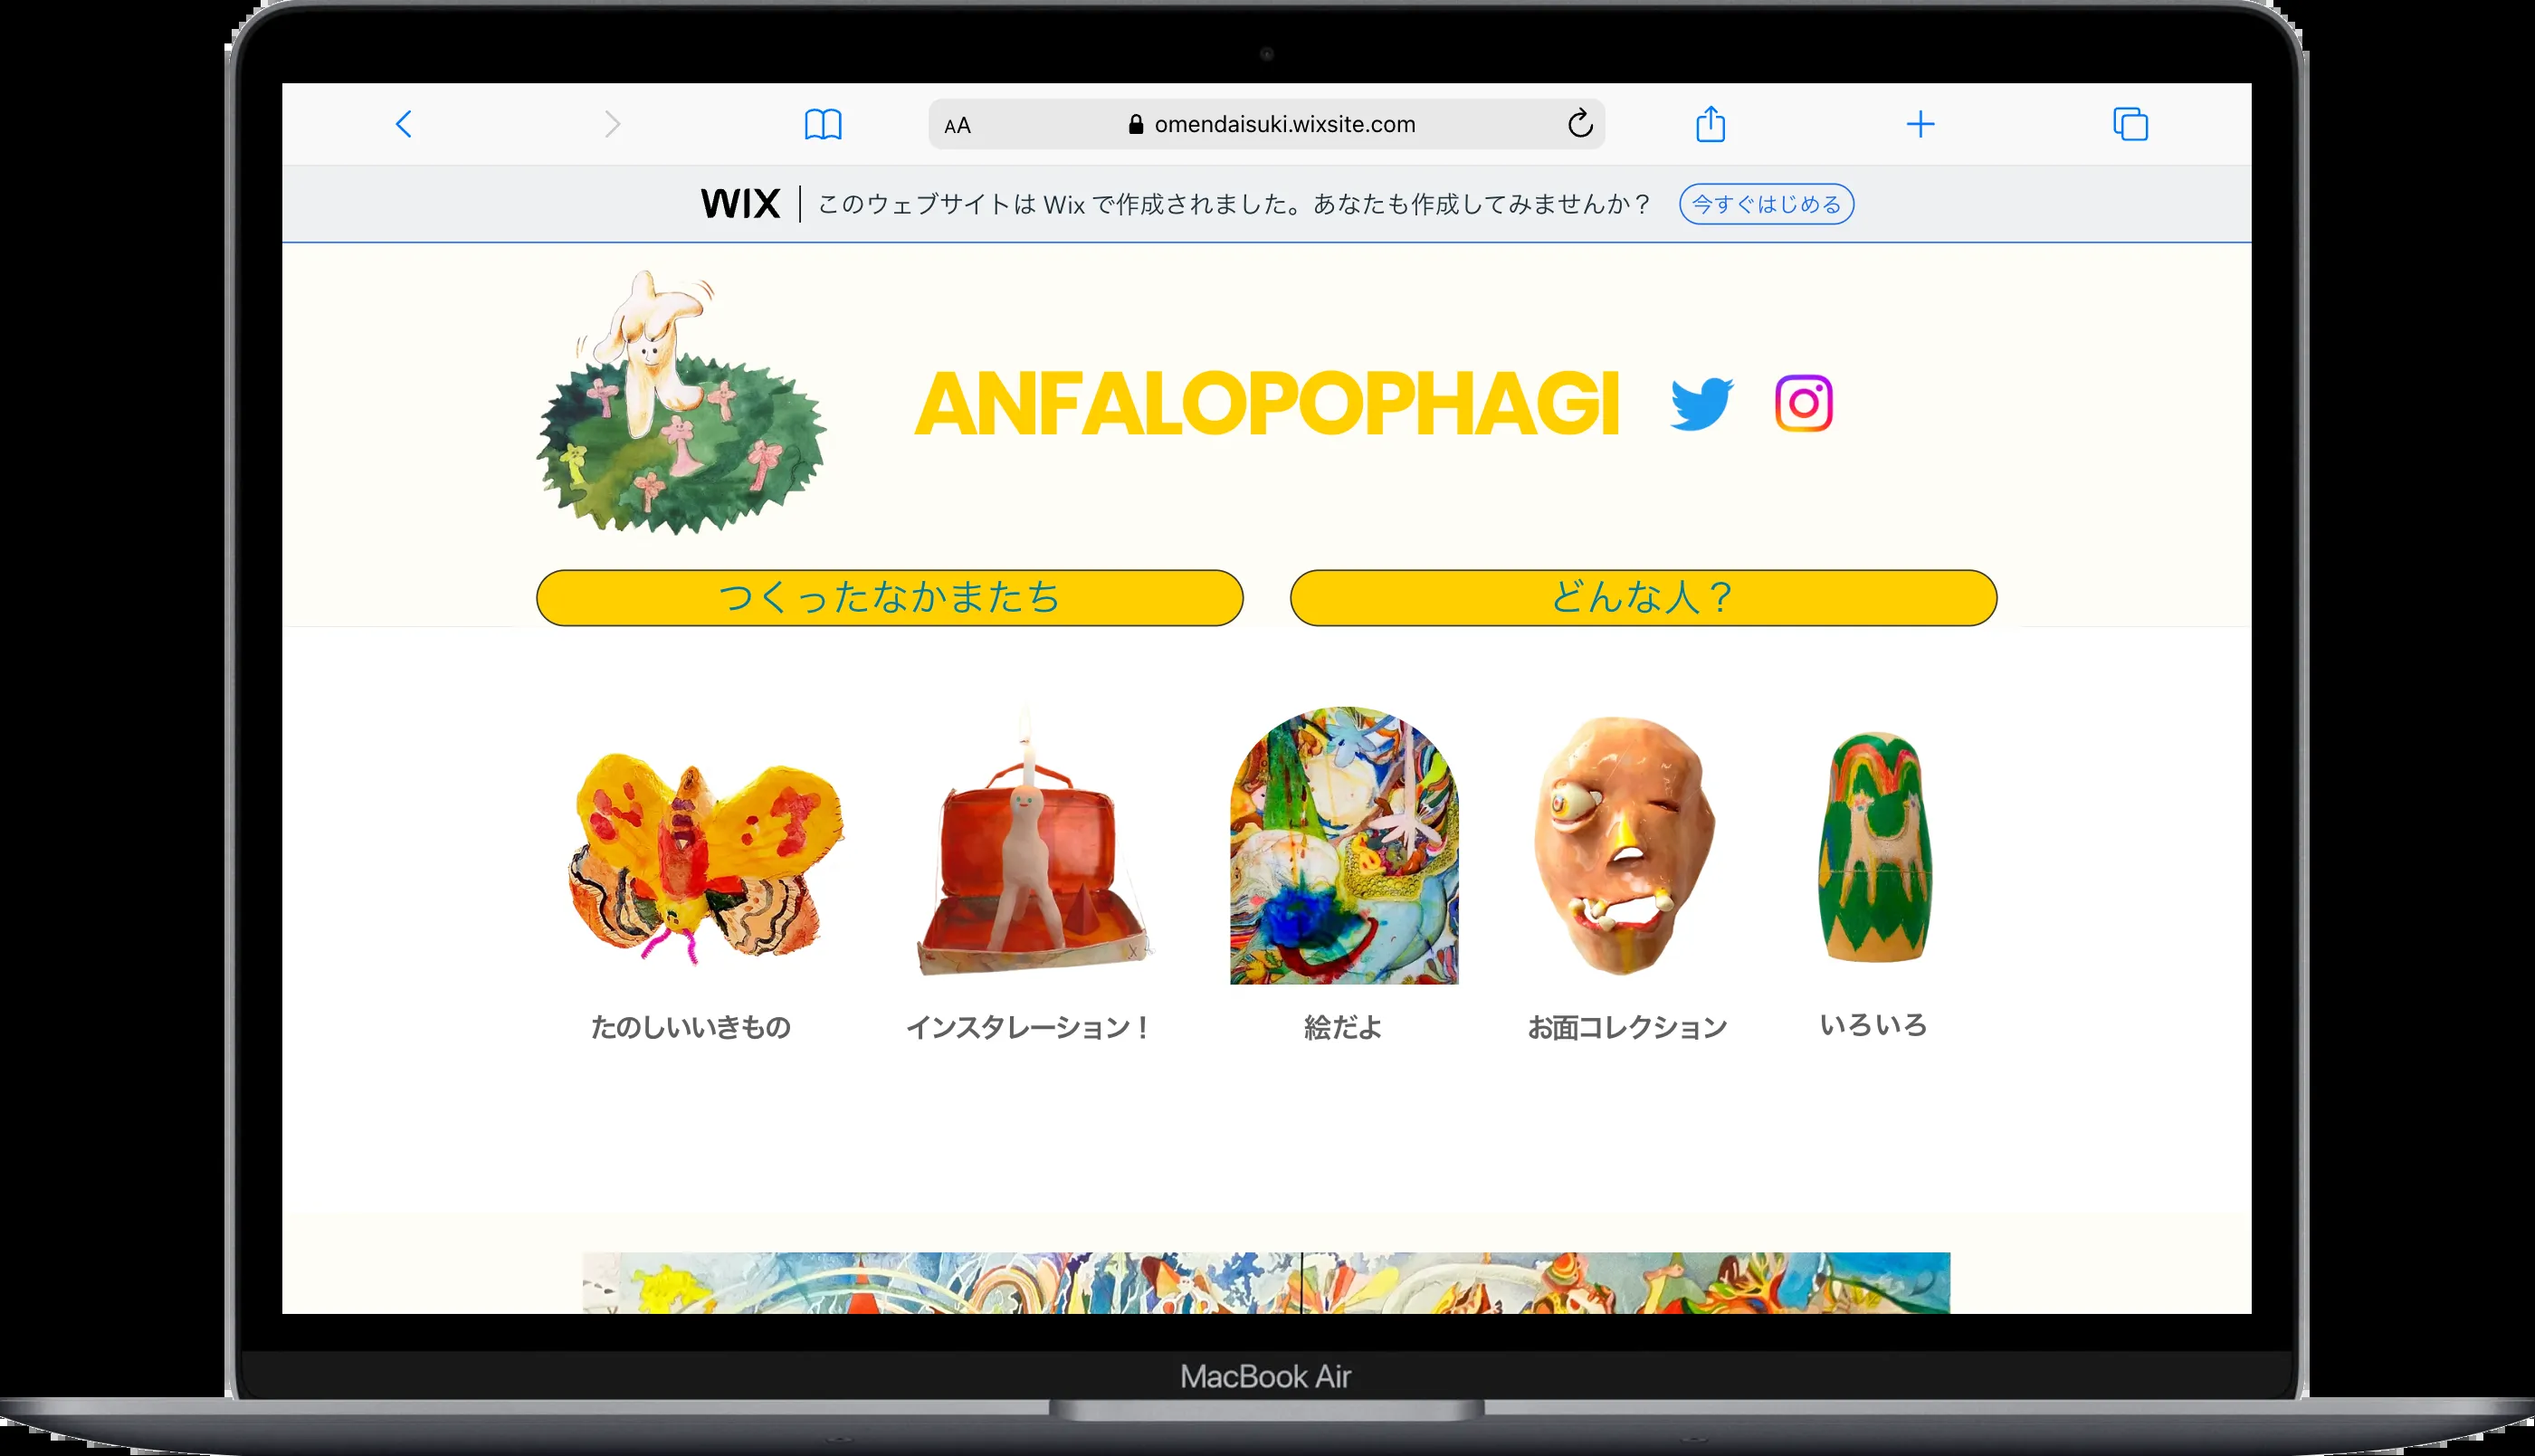 AA omendaisuki.wixsite.com
WIX | このウェブサイトは Wix で作成されました。あなたも作成してみませんか？ 今すぐはじめる
ANFALOPOPHAGI
つくったなかまたち どんな人？
たのしいいきもの インスタレーション！ 絵だよ お面コレクション いろいろ
MacBook Air